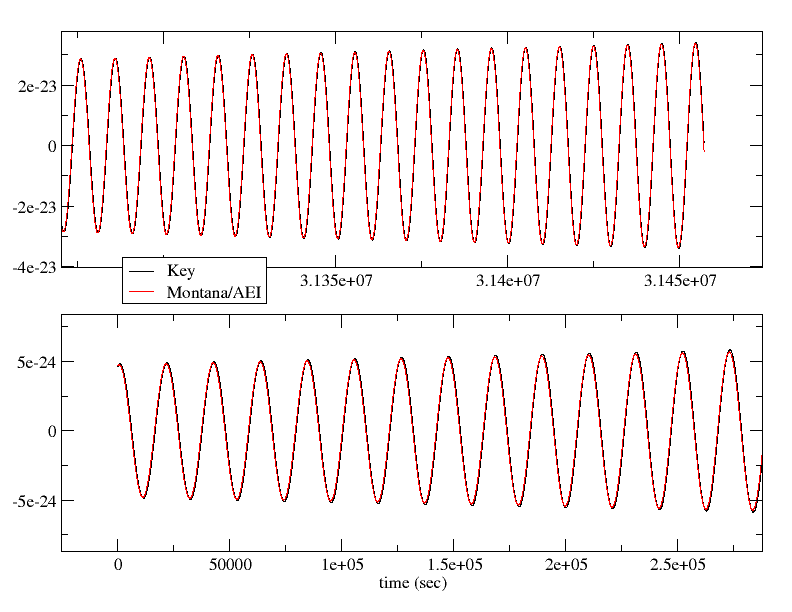 2e-23
0
-2e-23
-4e-23
3.135e+07 3.14e+07 3.145e+07
Key
Montana/AEI
5e-24
0
-5e-24
0 50000 1e+05 1.5e+05 2e+05 2.5e+05
time (sec)